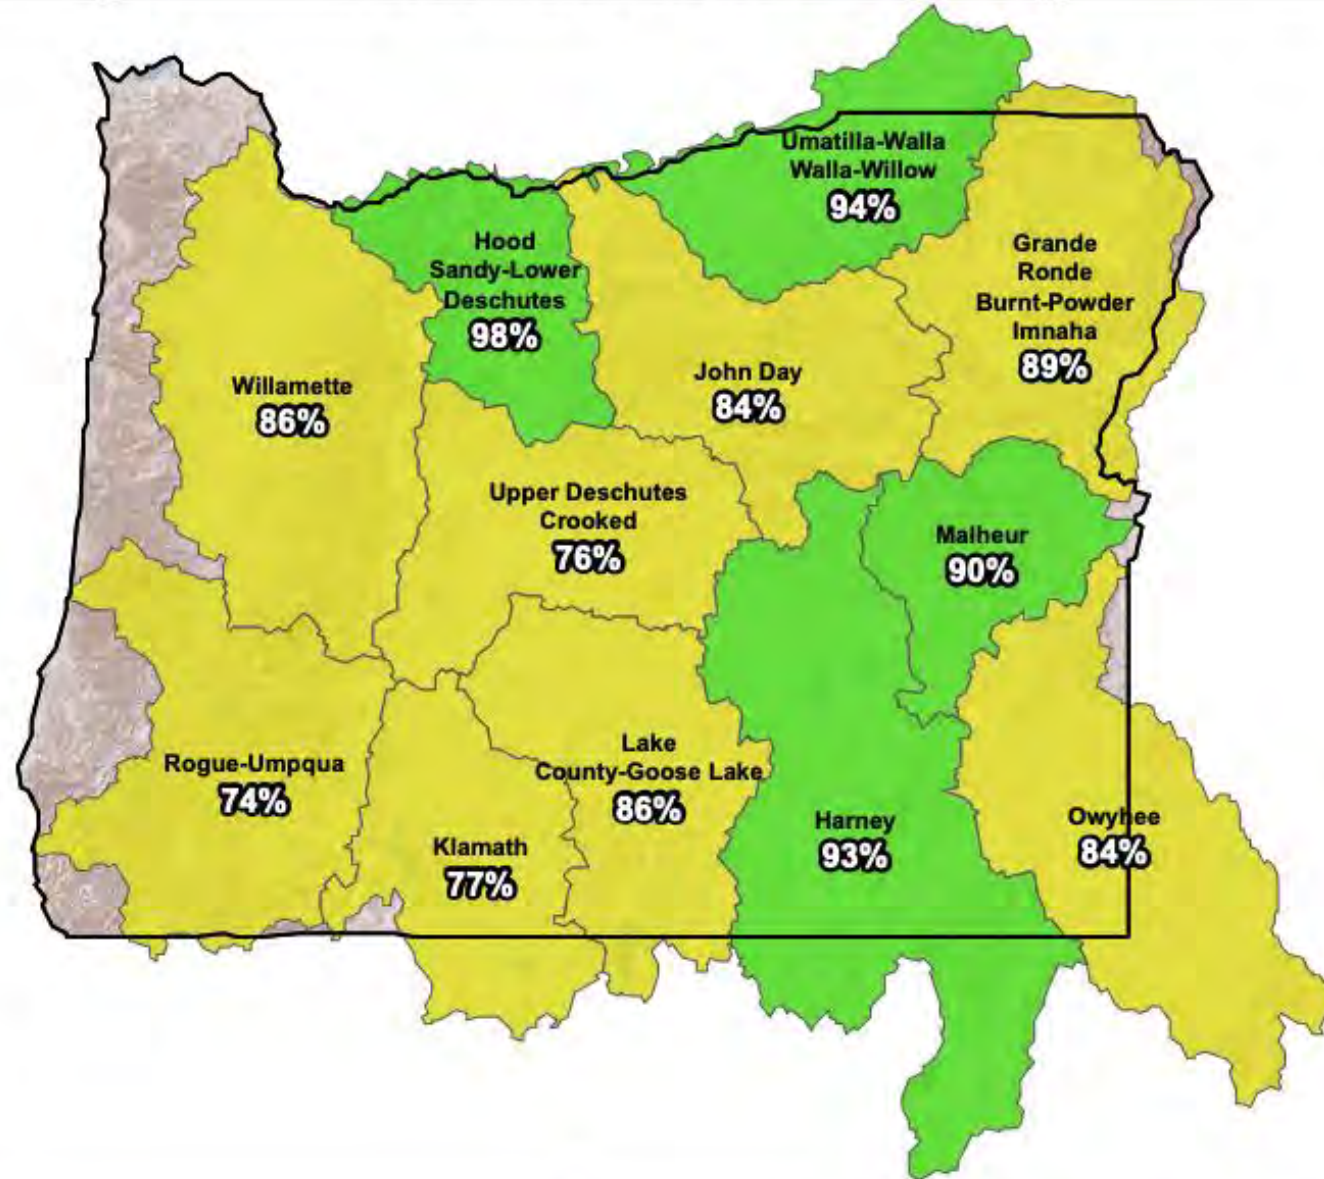 Umatilla-Walla
Walla-Willow
94%
Hood
Sandy-Lower
Deschutes
98%
Grande
Ronde
Burnt-Powder
Imnaha
89%
Willamette
86%
John Day
84%
Upper Deschutes
Crooked
76%
Malheur
90%
Rogue-Umpqua
74%
Lake
County-Goose Lake
86%
Klamath
77%
Harney
93%
Owyhee
84%